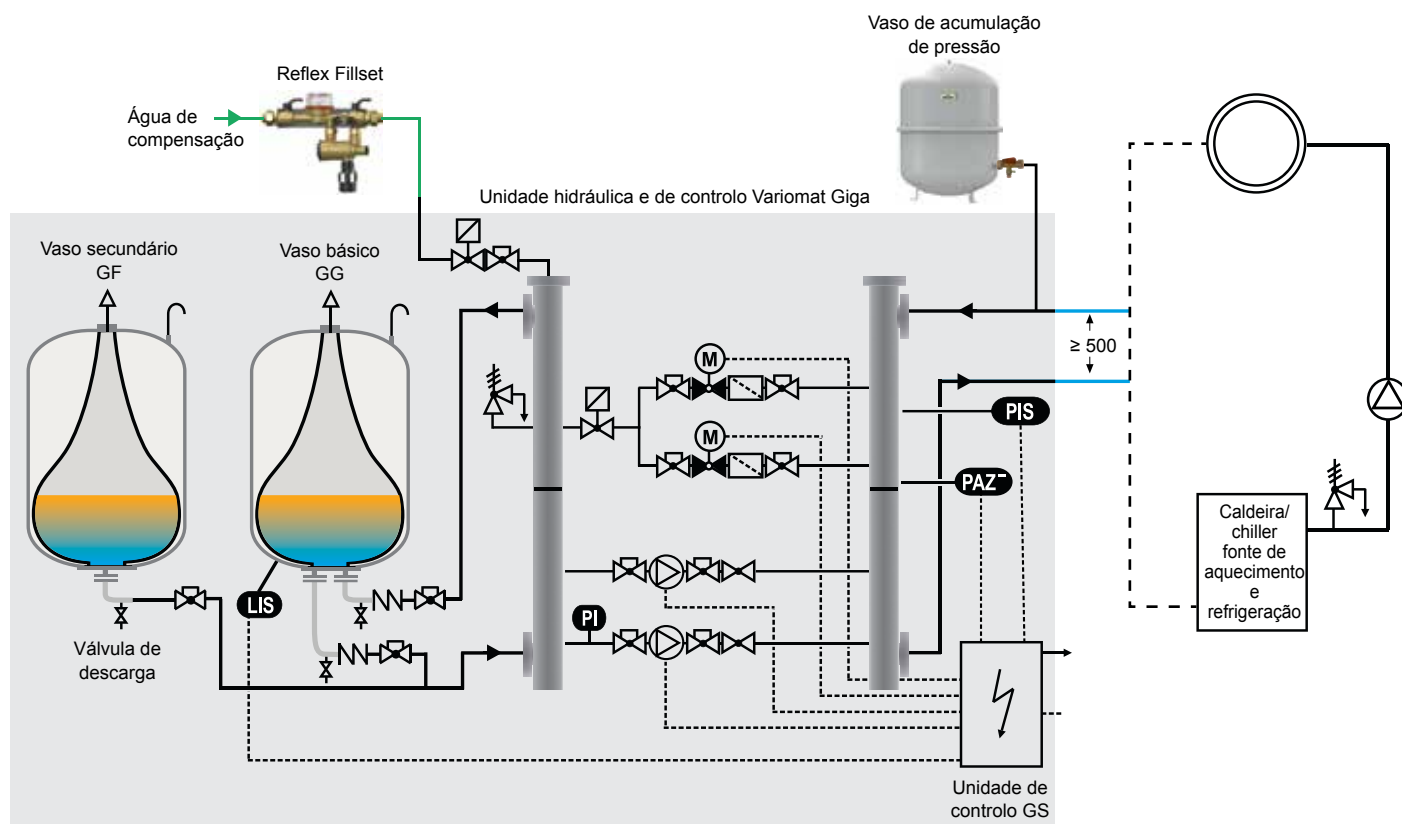 Vaso de acumulação
de pressão
Reflex Fillset
Água de
compensação
Unidade hidráulica e de controlo Variomat Giga
Vaso secundário
GF
Vaso básico
GG
≥ 500
M
PIS
M
PAZ⁻
Caldeira/
chiller
fonte de
aquecimento
e
refrigeração
LIS
PI
Válvula de
descarga
Unidade de
controlo GS